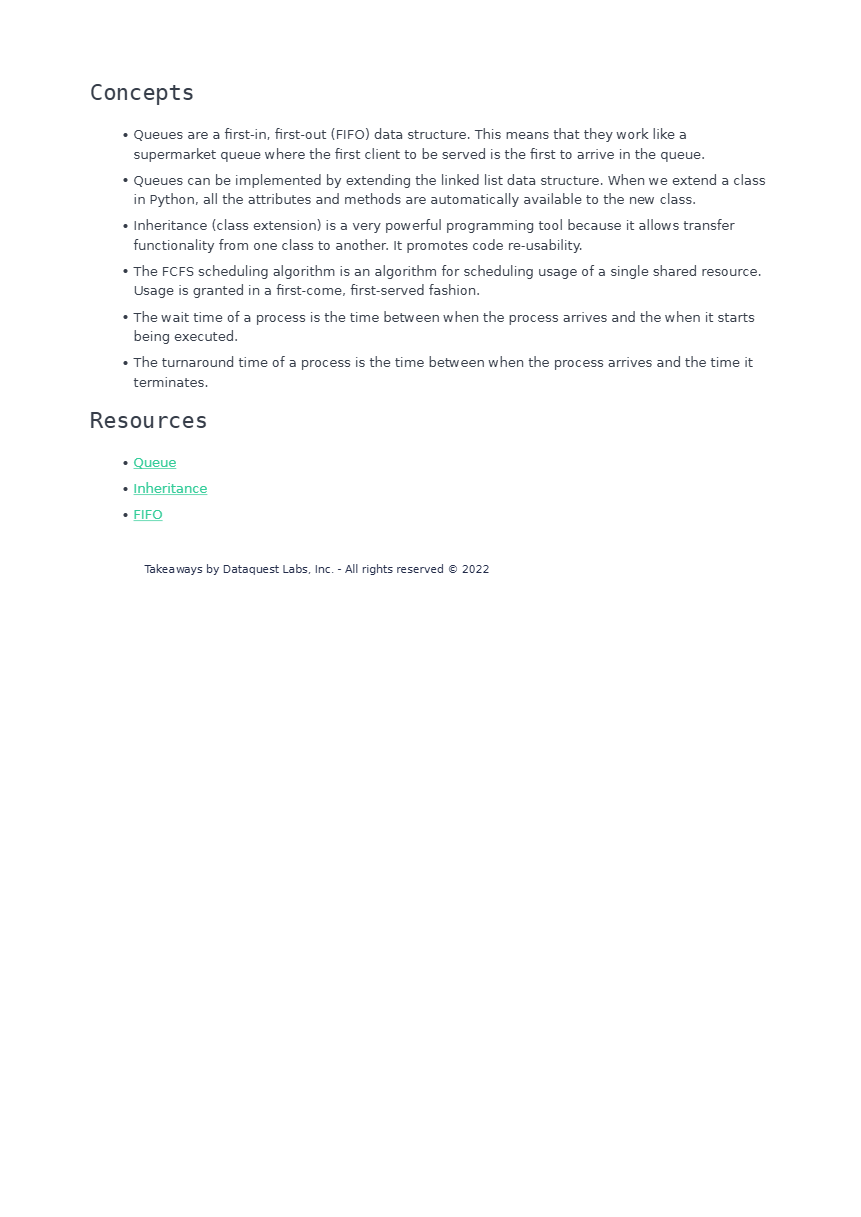 Concepts
• Queues are a first-in, first-out (FIFO) data structure. This means that they work like a
supermarket queue where the first client to be served is the first to arrive in the queue.
• Queues can be implemented by extending the linked list data structure. When we extend a class
in Python, all the attributes and methods are automatically available to the new class.
• Inheritance (class extension) is a very powerful programming tool because it allows transfer
functionality from one class to another. It promotes code re-usability.
• The FCFS scheduling algorithm is an algorithm for scheduling usage of a single shared resource.
Usage is granted in a first-come, first-served fashion.
• The wait time of a process is the time between when the process arrives and the when it starts
being executed.
• The turnaround time of a process is the time between when the process arrives and the time it
terminates.
Resources
• Queue
• Inheritance
• FIFO
Takeaways by Dataquest Labs, Inc. - All rights reserved © 2022